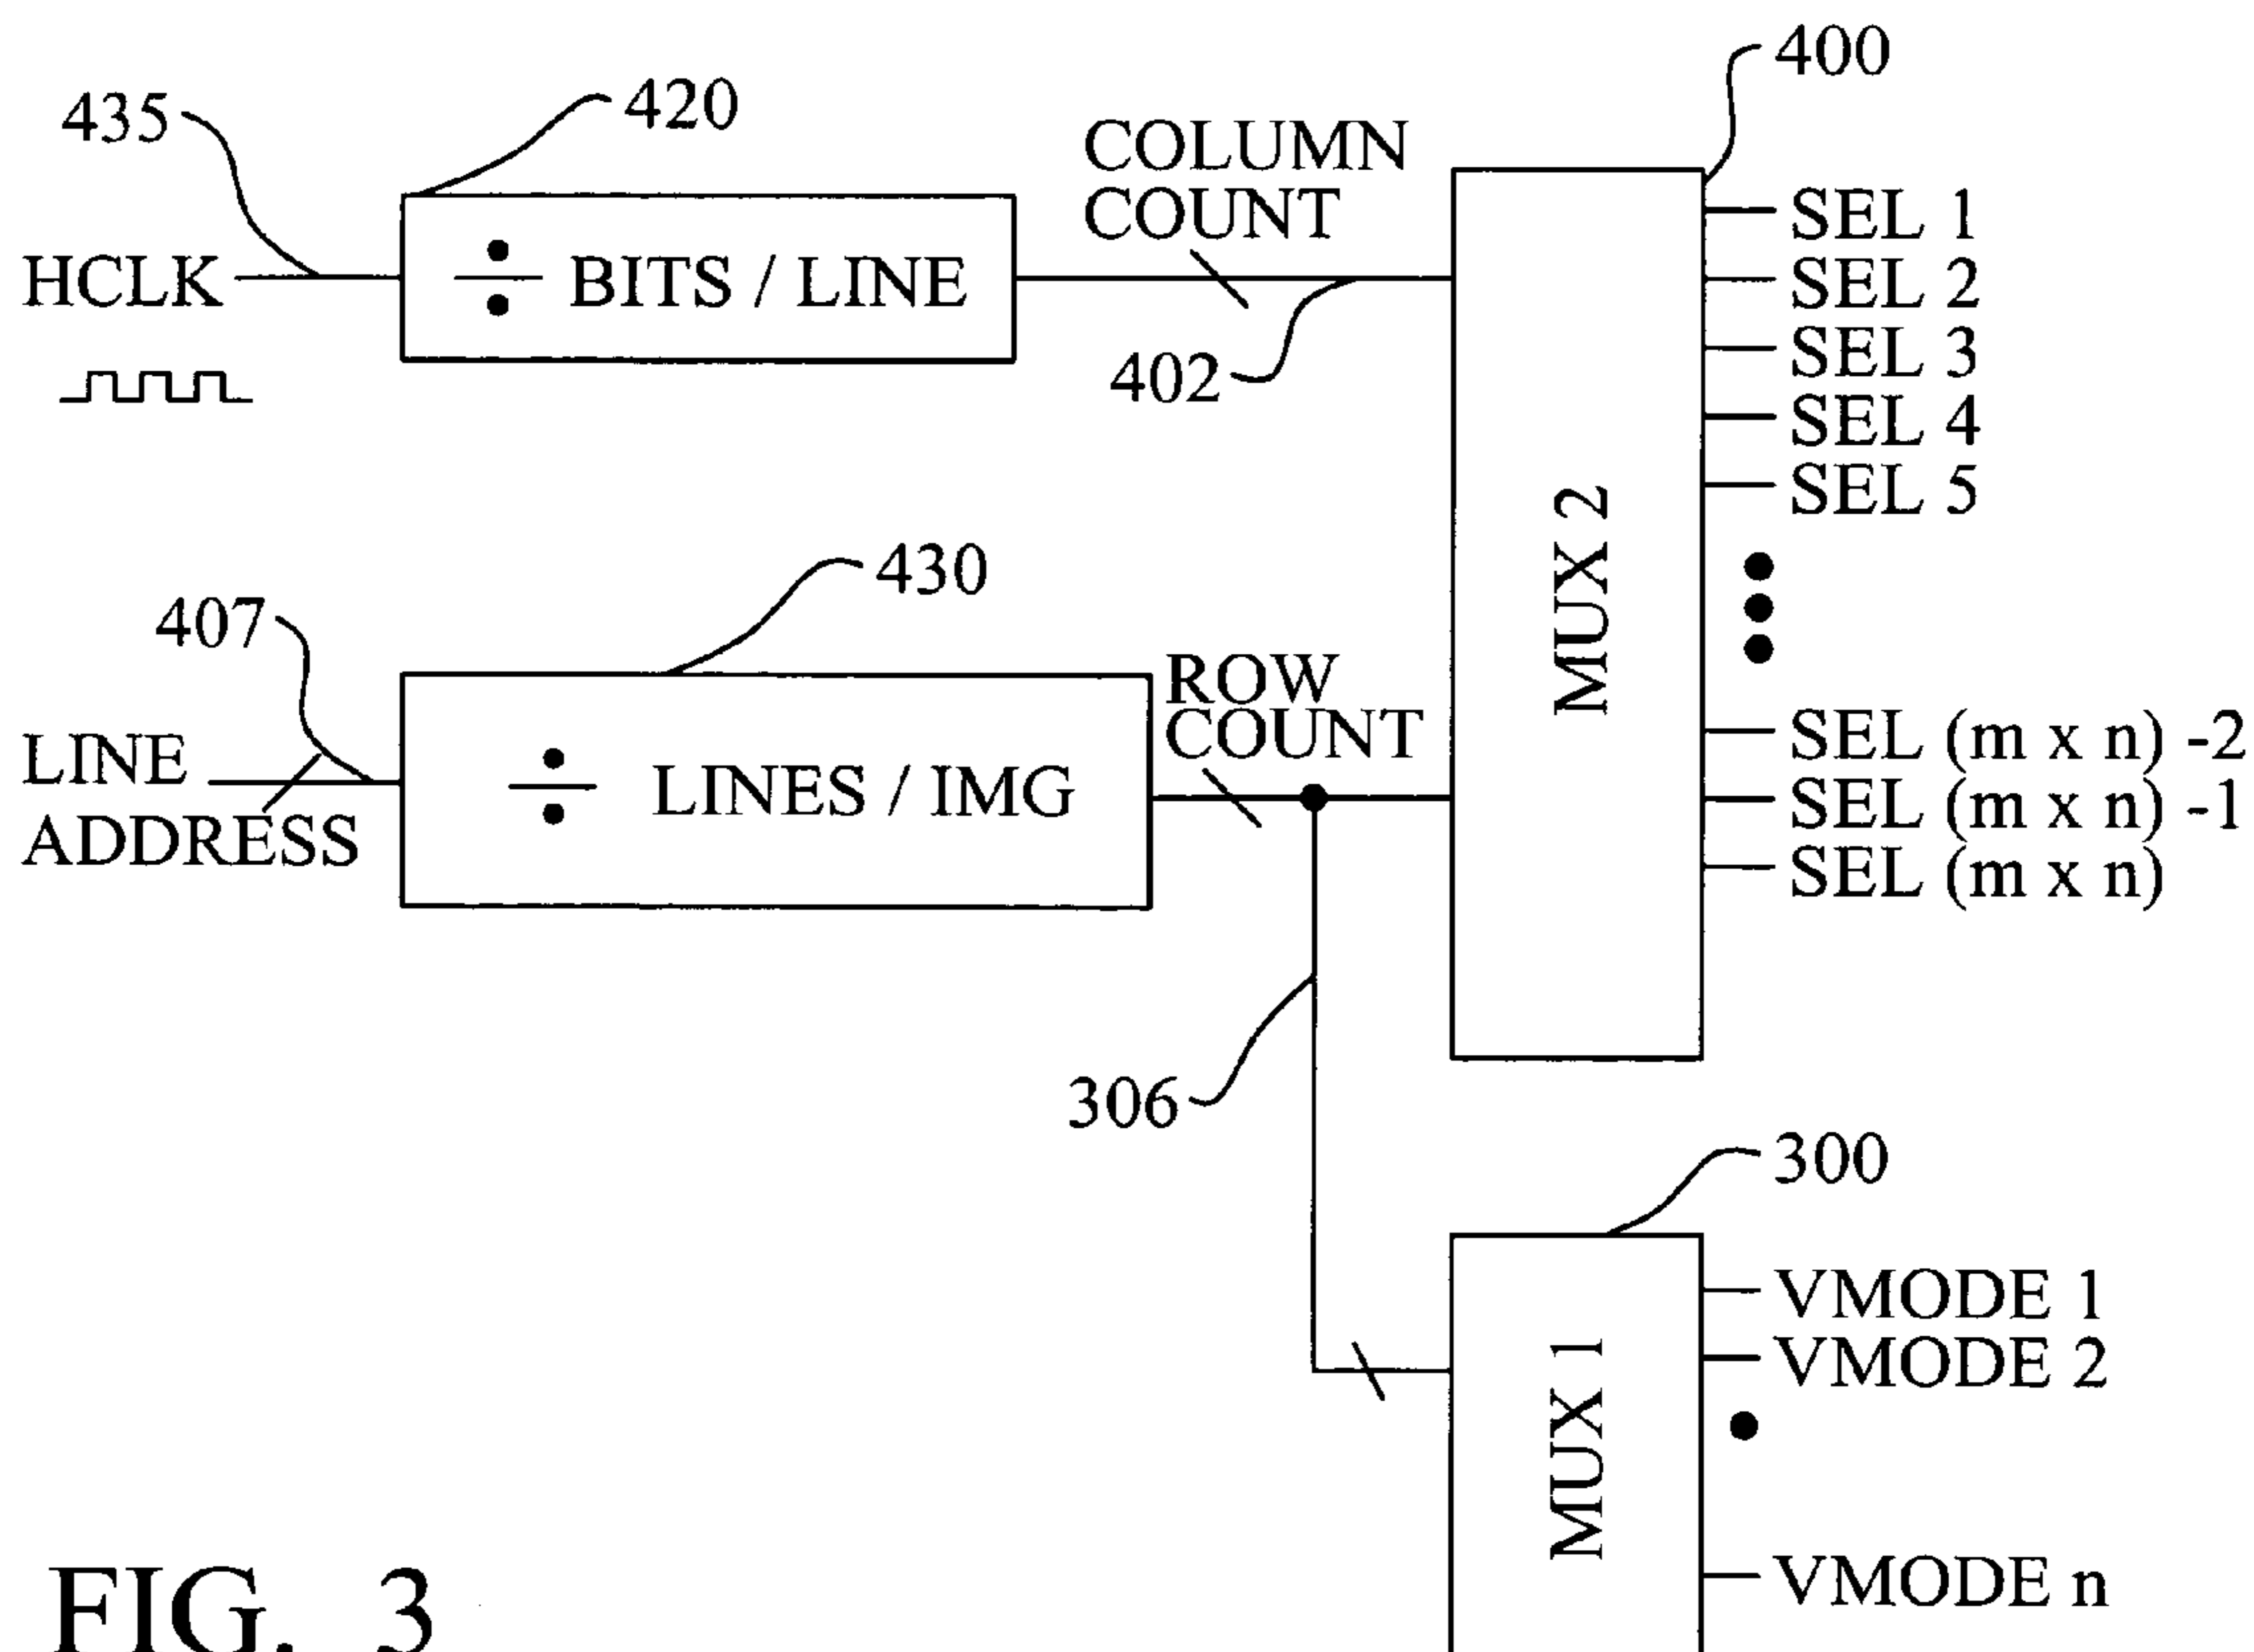 400
420
435
COLUMN
COUNT
HCLK
÷ BITS / LINE
402
SEL 1
SEL 2
SEL 3
SEL 4
SEL 5
MUX 2
430
407
ROW
COUNT
LINE
ADDRESS
÷ LINES / IMG
SEL (m x n) -2
SEL (m x n) -1
SEL (m x n)
306
300
MUX 1
VMODE 1
VMODE 2
VMODE n
FIG. 3